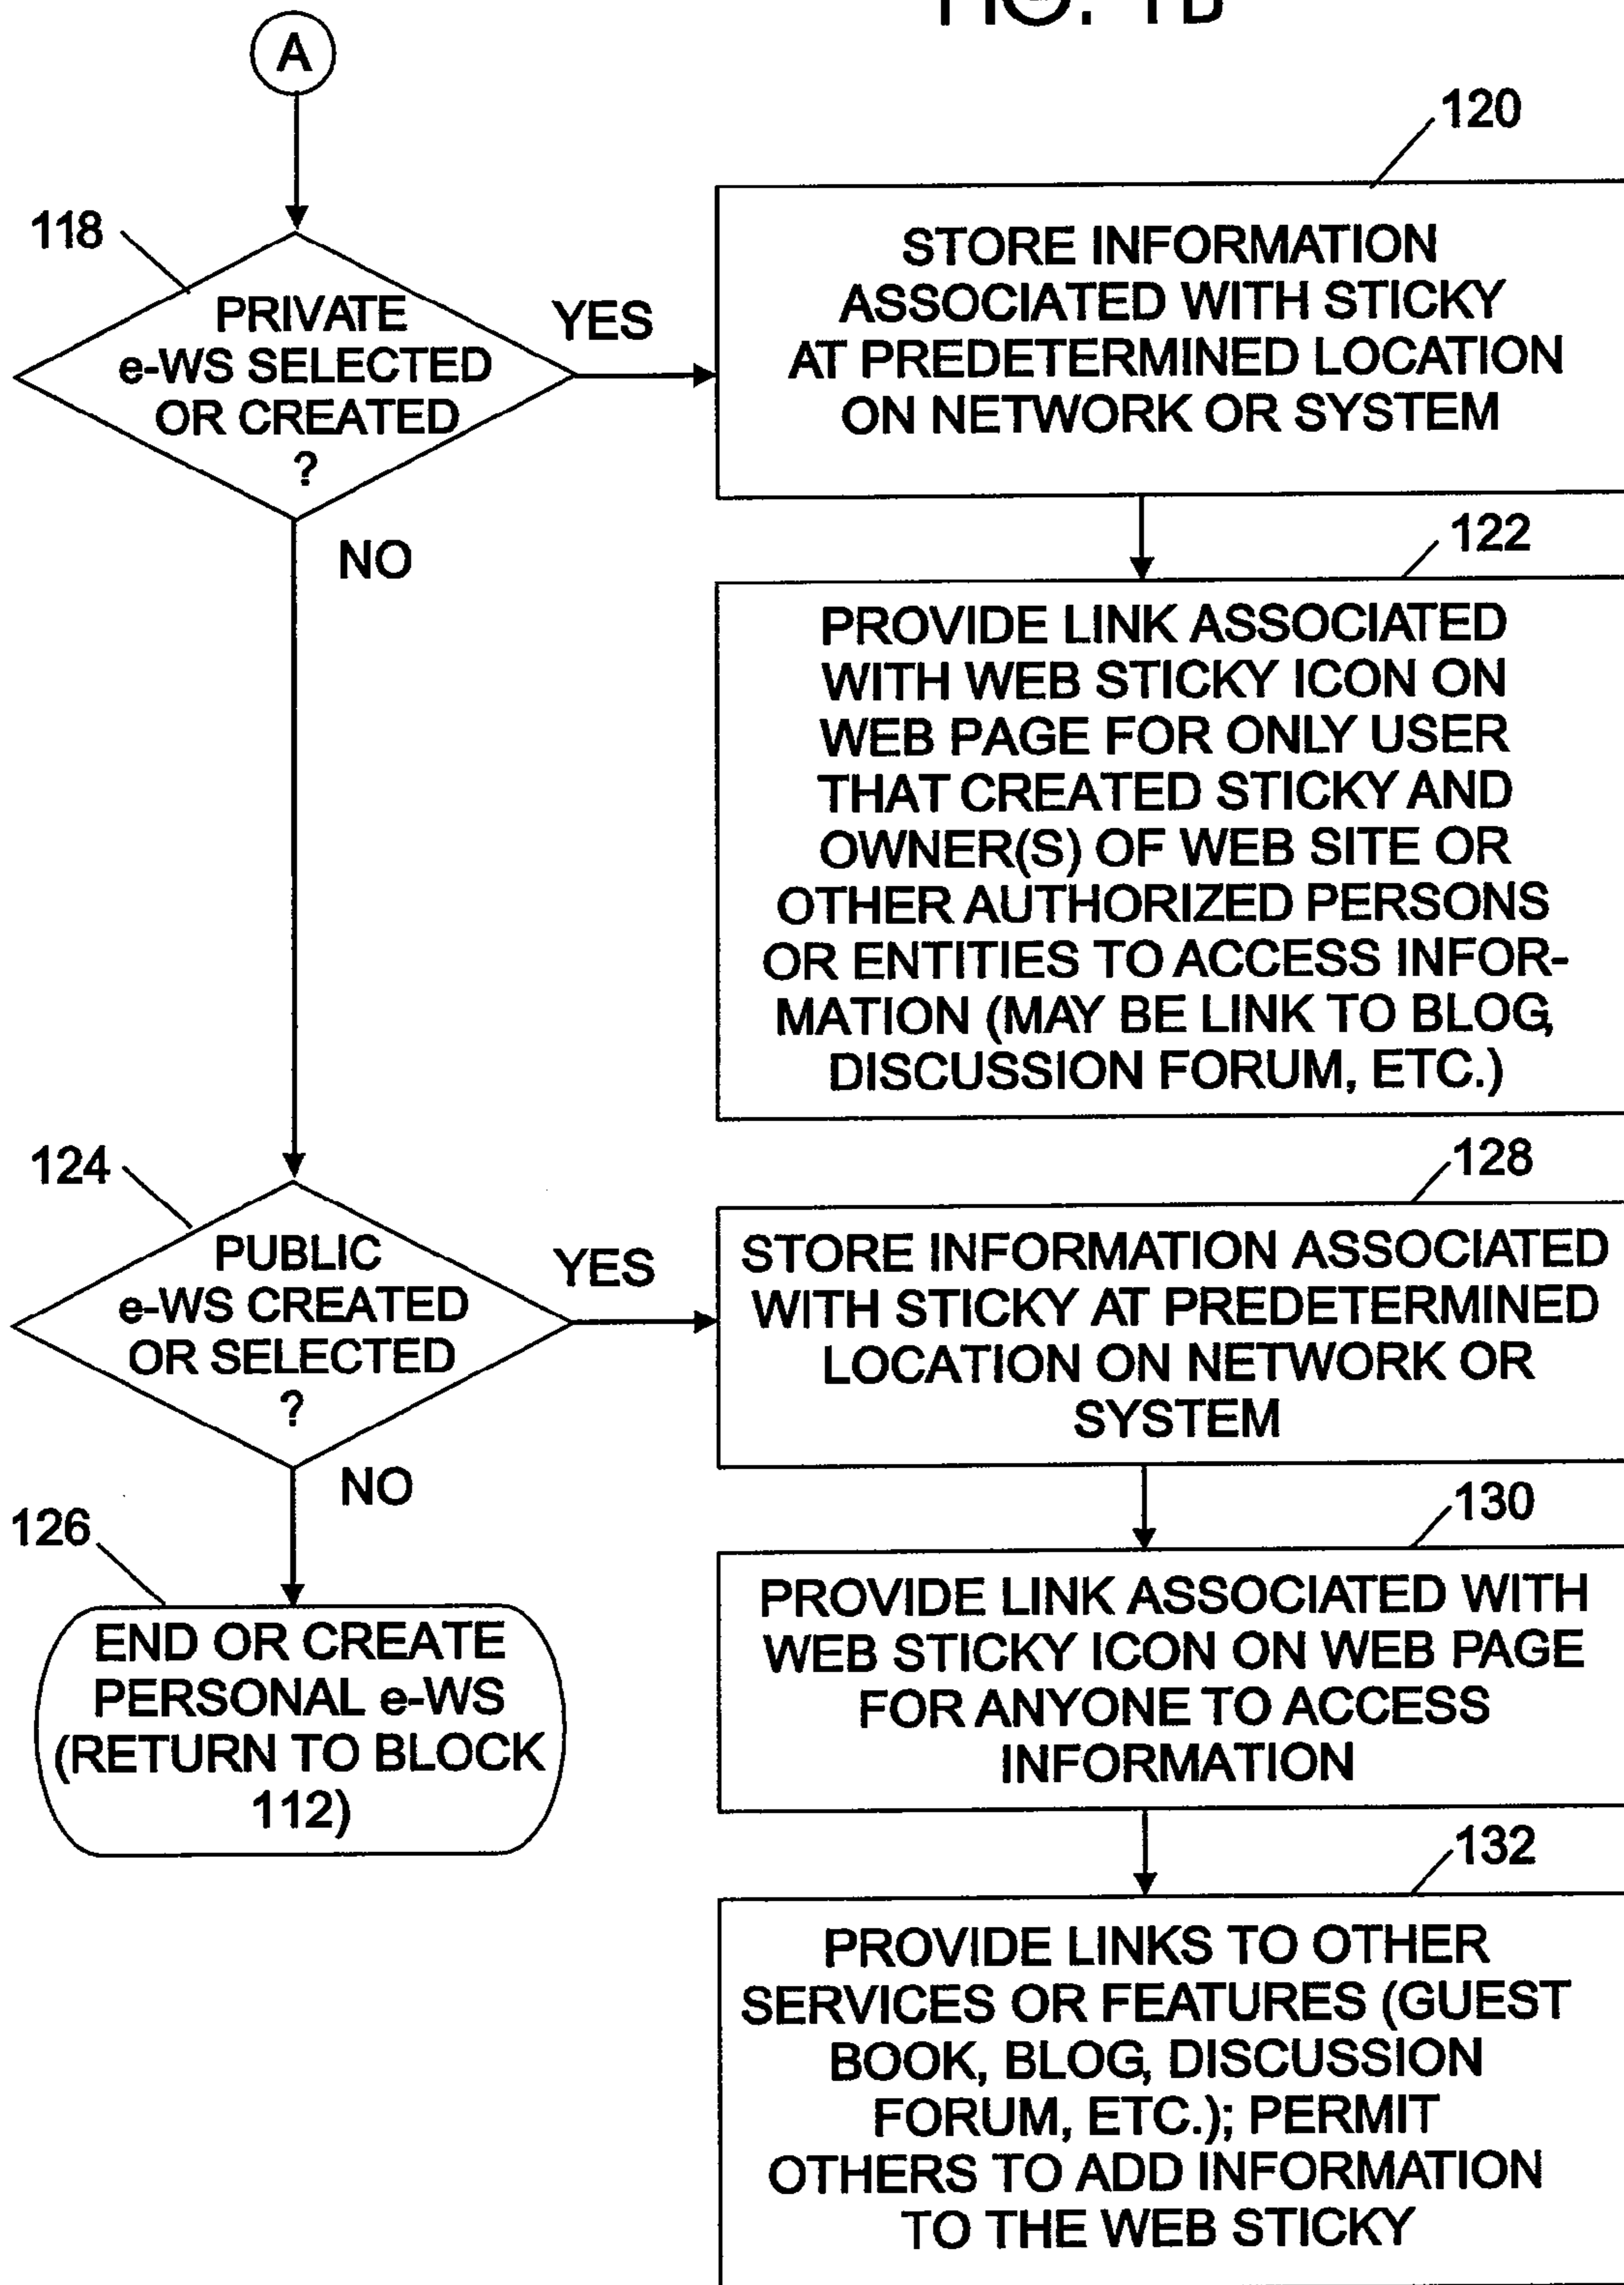 FIG. 1B
A
118
PRIVATE
e-WS SELECTED
OR CREATED
?
YES
NO
120
STORE INFORMATION
ASSOCIATED WITH STICKY
AT PREDETERMINED LOCATION
ON NETWORK OR SYSTEM
122
PROVIDE LINK ASSOCIATED
WITH WEB STICKY ICON ON
WEB PAGE FOR ONLY USER
THAT CREATED STICKY AND
OWNER(S) OF WEB SITE OR
OTHER AUTHORIZED PERSONS
OR ENTITIES TO ACCESS INFOR-
MATION (MAY BE LINK TO BLOG,
DISCUSSION FORUM, ETC.)
124
PUBLIC
e-WS CREATED
OR SELECTED
?
YES
NO
126
END OR CREATE
PERSONAL e-WS
(RETURN TO BLOCK
112)
128
STORE INFORMATION ASSOCIATED
WITH STICKY AT PREDETERMINED
LOCATION ON NETWORK OR
SYSTEM
130
PROVIDE LINK ASSOCIATED WITH
WEB STICKY ICON ON WEB PAGE
FOR ANYONE TO ACCESS
INFORMATION
132
PROVIDE LINKS TO OTHER
SERVICES OR FEATURES (GUEST
BOOK, BLOG, DISCUSSION
FORUM, ETC.); PERMIT
OTHERS TO ADD INFORMATION
TO THE WEB STICKY